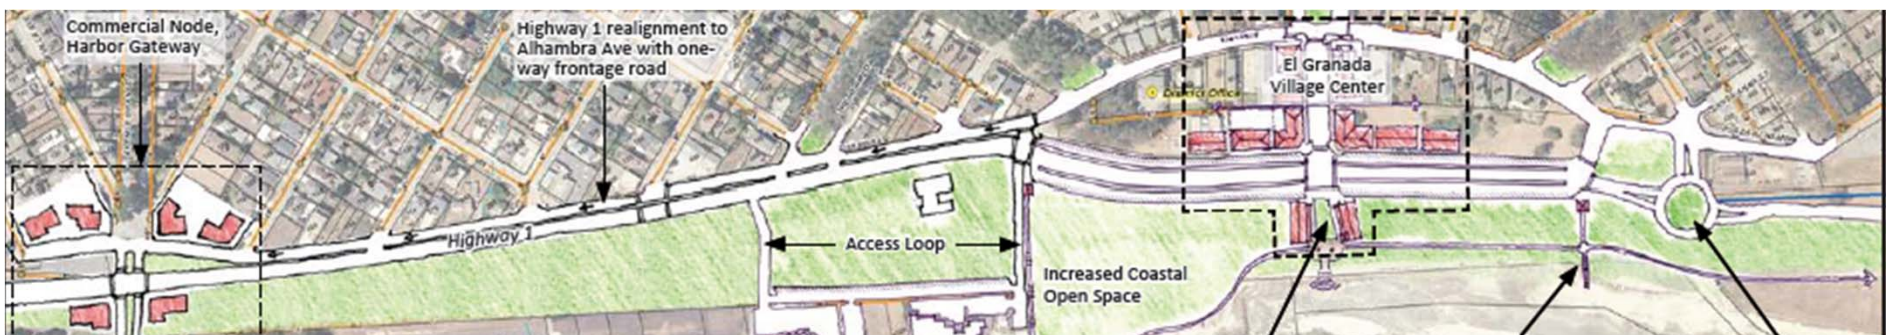 Commercial Node,
Harbor Gateway
Highway 1 realignment to
Alhambra Ave with one-
way frontage road
El Granada
Village Center
District Office
Highway 1
Access Loop
Increased Coastal
Open Space